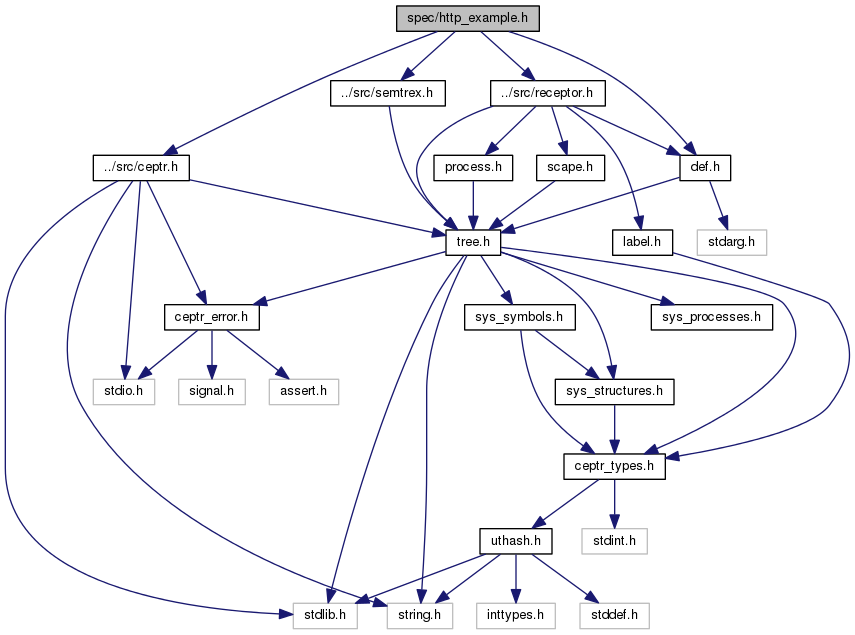 spec/http_example.h
../src/semtrex.h
../src/receptor.h
../src/ceptr.h
process.h
scape.h
def.h
tree.h
label.h
stdarg.h
ceptr_error.h
sys_symbols.h
sys_processes.h
stdio.h
signal.h
assert.h
sys_structures.h
ceptr_types.h
uthash.h
stdint.h
stdlib.h
string.h
inttypes.h
stddef.h